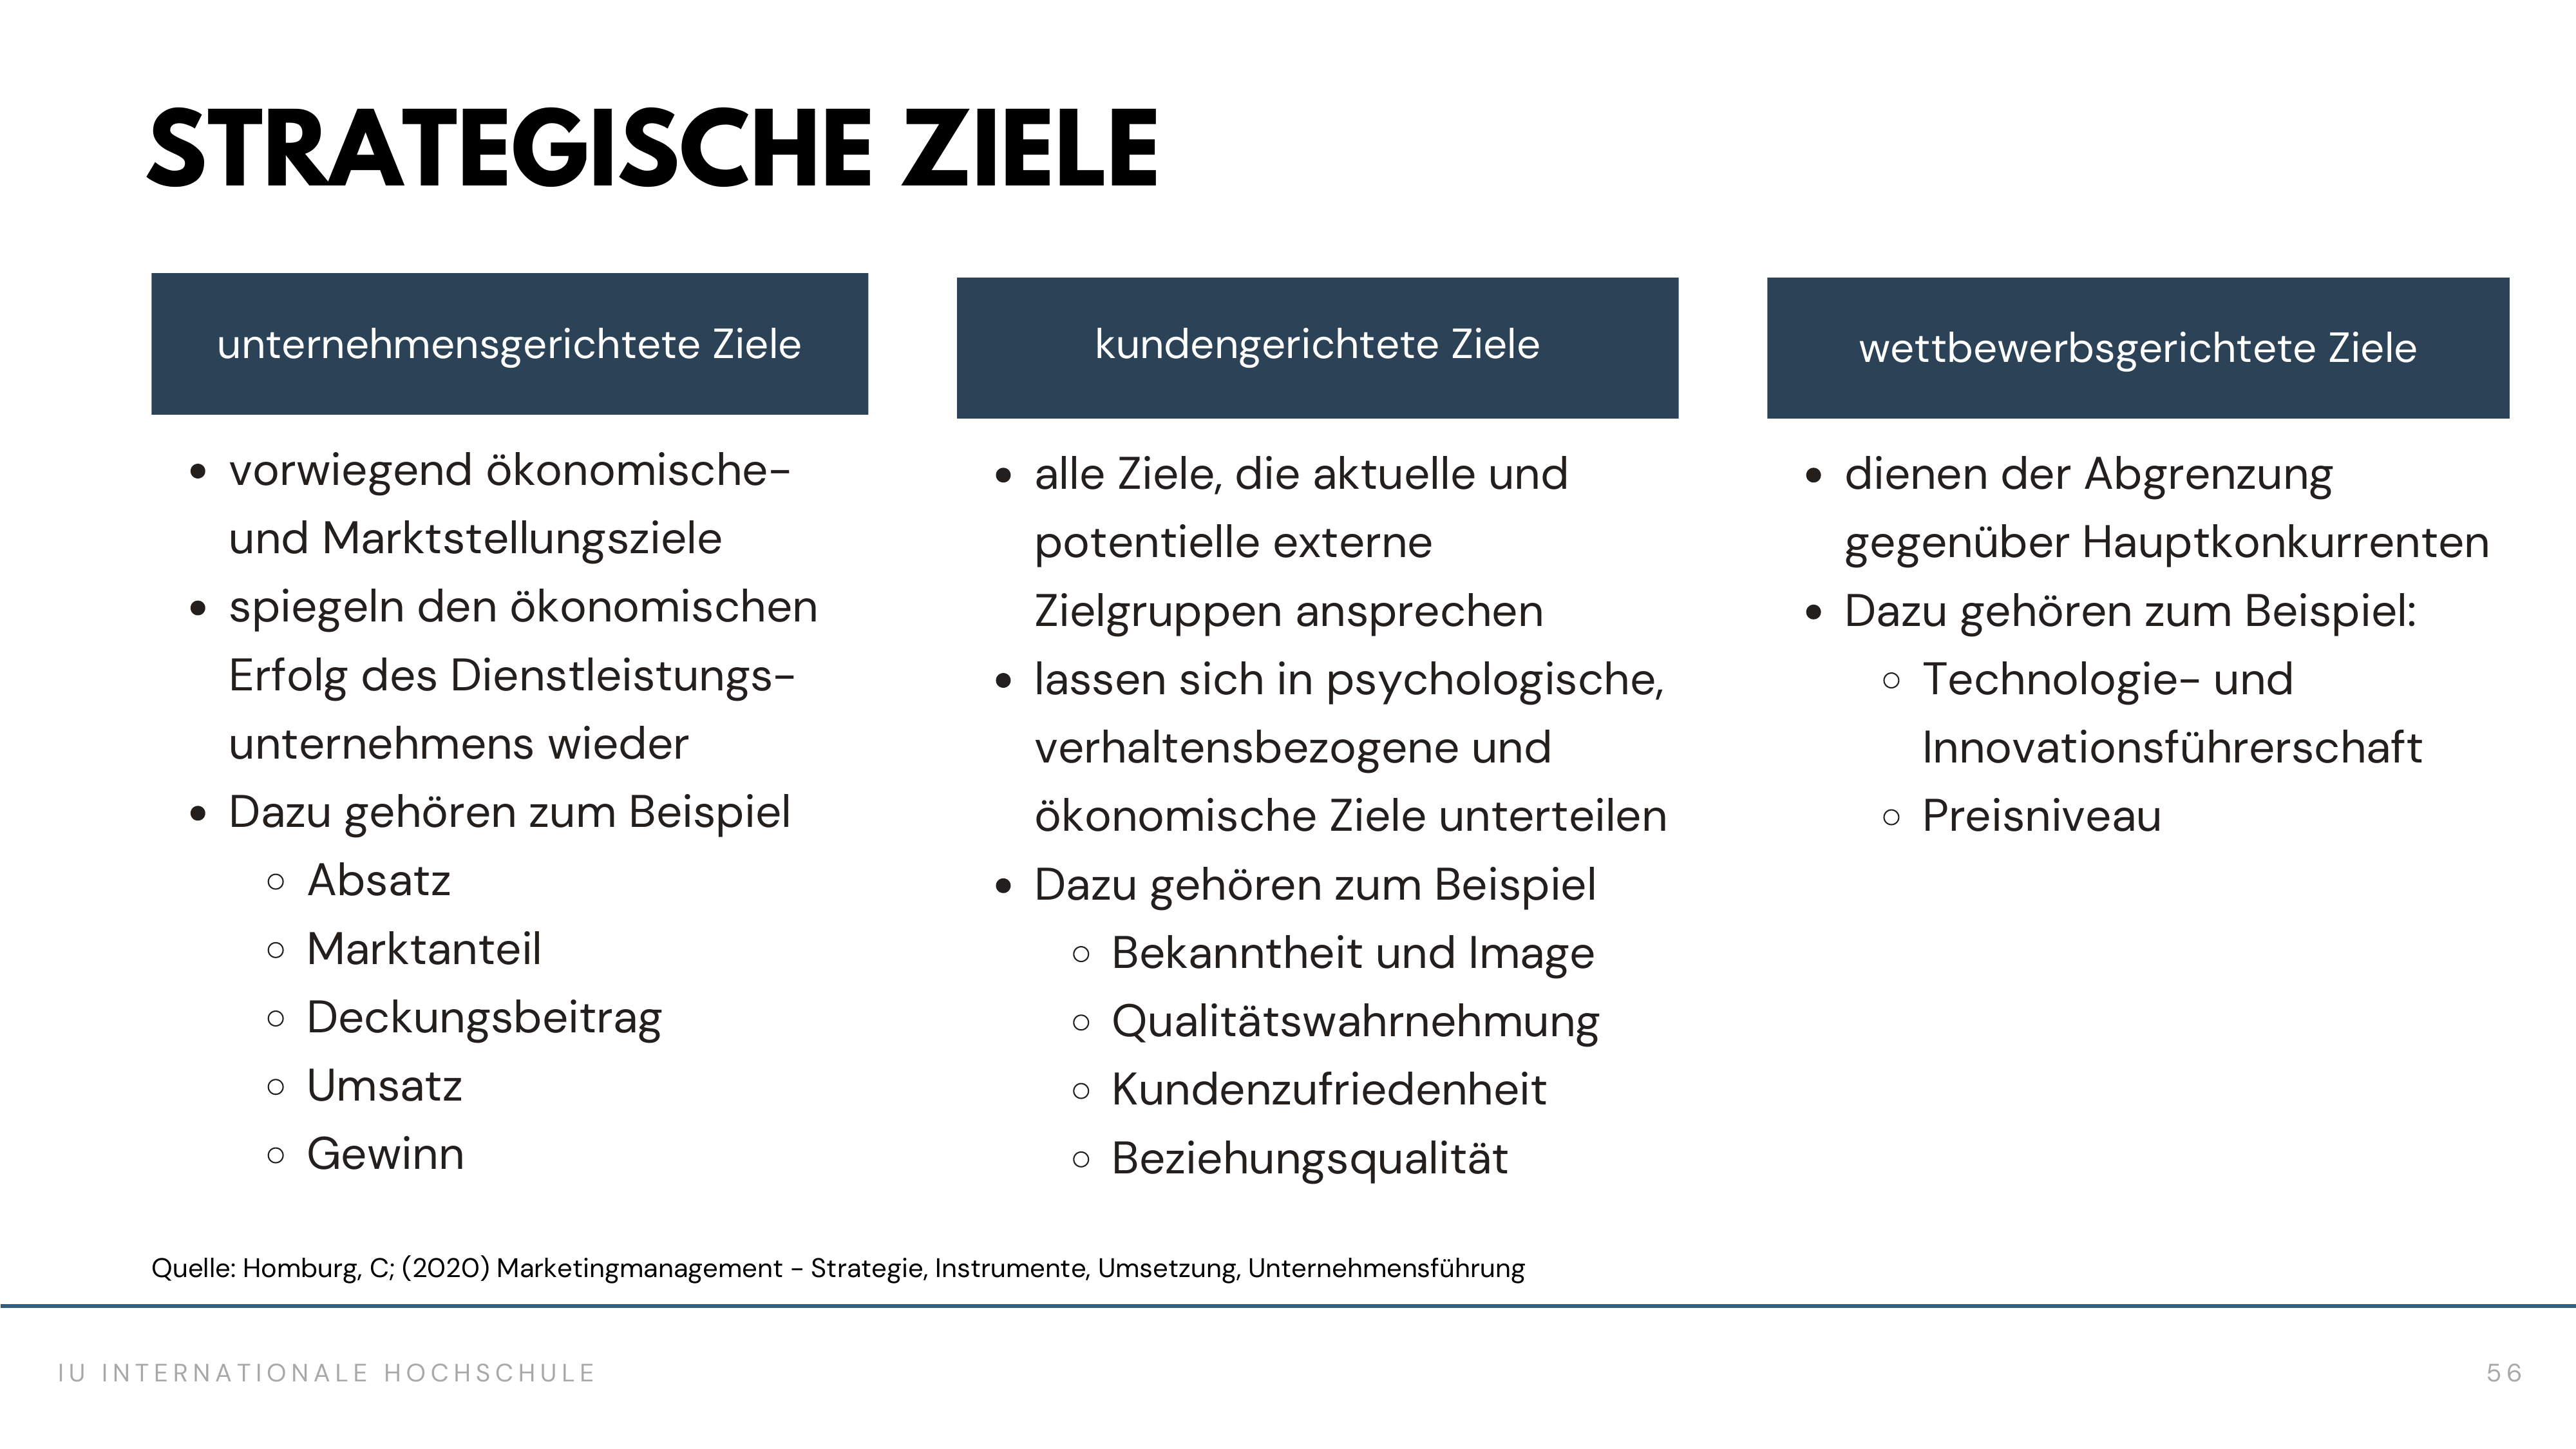 STRATEGISCHE ZIELE
unternehmensgerichtete Ziele
• vorwiegend ökonomische-
und Marktstellungsziele
• spiegeln den ökonomischen
Erfolg des Dienstleistungs-
unternehmens wieder
• Dazu gehören zum Beispiel
○ Absatz
○ Marktanteil
○ Deckungsbeitrag
○ Umsatz
○ Gewinn
kundengerichtete Ziele
• alle Ziele, die aktuelle und
potentielle externe
Zielgruppen ansprechen
• lassen sich in psychologische,
verhaltensbezogene und
ökonomische Ziele unterteilen
• Dazu gehören zum Beispiel
○ Bekanntheit und Image
○ Qualitätswahrnehmung
○ Kundenzufriedenheit
○ Beziehungsqualität
wettbewerbsgerichtete Ziele
• dienen der Abgrenzung
gegenüber Hauptkonkurrenten
• Dazu gehören zum Beispiel:
○ Technologie- und
Innovationsführerschaft
○ Preisniveau
Quelle: Homburg, C; (2020) Marketingmanagement - Strategie, Instrumente, Umsetzung, Unternehmensführung
IU INTERNATIONALE HOCHSCHULE
56